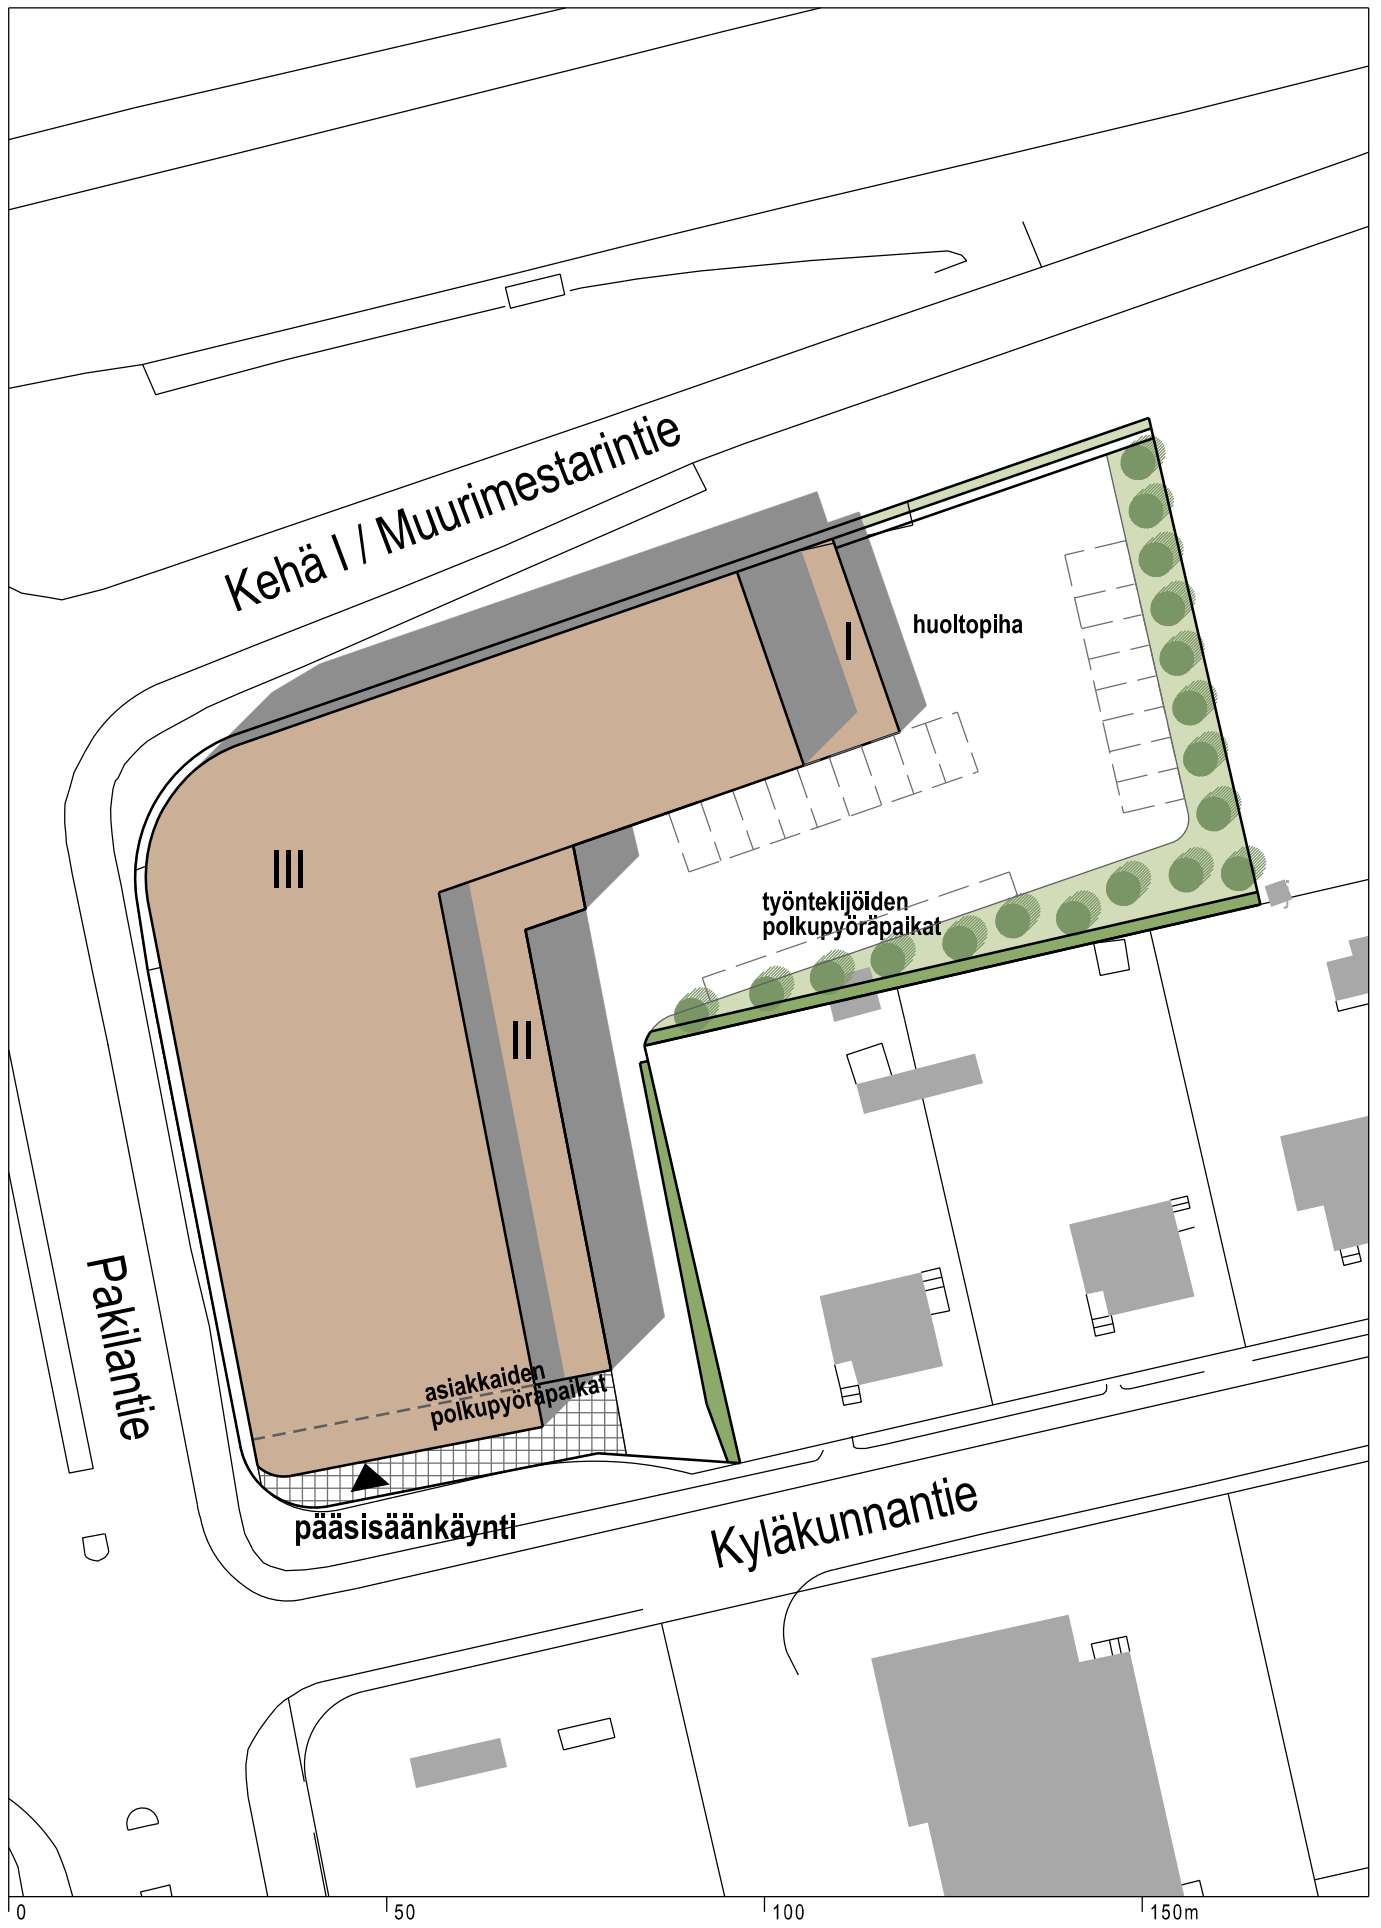 Kehä I / Muurimestarintie
I
huoltopiha
III
työntekijöiden
polkupyöräpaikat
II
Pakilantie
asiakkaiden
polkupyöräpaikat
pääsisäänkäynti
Kyläkunnantie
0 50 100 150m